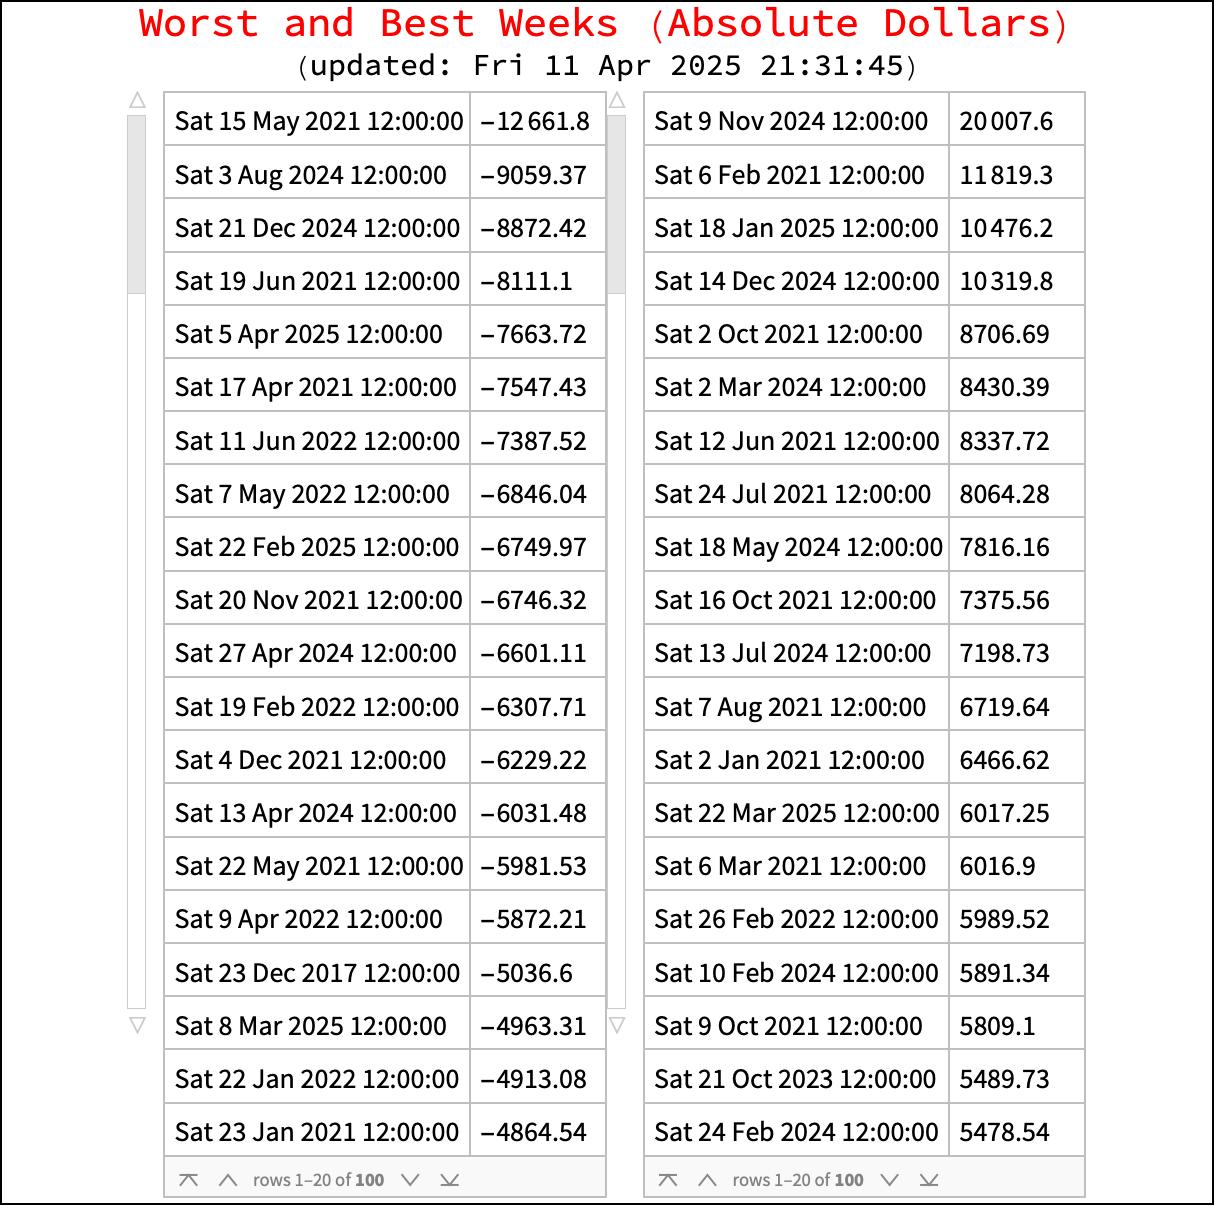 Worst and Best Weeks (Absolute Dollars)
(updated: Fri 11 Apr 2025 21:31:45)
Sat 15 May 2021 12:00:00 −12 661.8
Sat 3 Aug 2024 12:00:00 −9059.37
Sat 21 Dec 2024 12:00:00 −8872.42
Sat 19 Jun 2021 12:00:00 −8111.1
Sat 5 Apr 2025 12:00:00 −7663.72
Sat 17 Apr 2021 12:00:00 −7547.43
Sat 11 Jun 2022 12:00:00 −7387.52
Sat 7 May 2022 12:00:00 −6846.04
Sat 22 Feb 2025 12:00:00 −6749.97
Sat 20 Nov 2021 12:00:00 −6746.32
Sat 27 Apr 2024 12:00:00 −6601.11
Sat 19 Feb 2022 12:00:00 −6307.71
Sat 4 Dec 2021 12:00:00 −6229.22
Sat 13 Apr 2024 12:00:00 −6031.48
Sat 22 May 2021 12:00:00 −5981.53
Sat 9 Apr 2022 12:00:00 −5872.21
Sat 23 Dec 2017 12:00:00 −5036.6
Sat 8 Mar 2025 12:00:00 −4963.31
Sat 22 Jan 2022 12:00:00 −4913.08
Sat 23 Jan 2021 12:00:00 −4864.54
rows 1–20 of 100
Sat 9 Nov 2024 12:00:00 20 007.6
Sat 6 Feb 2021 12:00:00 11 819.3
Sat 18 Jan 2025 12:00:00 10 476.2
Sat 14 Dec 2024 12:00:00 10 319.8
Sat 2 Oct 2021 12:00:00 8706.69
Sat 2 Mar 2024 12:00:00 8430.39
Sat 12 Jun 2021 12:00:00 8337.72
Sat 24 Jul 2021 12:00:00 8064.28
Sat 18 May 2024 12:00:00 7816.16
Sat 16 Oct 2021 12:00:00 7375.56
Sat 13 Jul 2024 12:00:00 7198.73
Sat 7 Aug 2021 12:00:00 6719.64
Sat 2 Jan 2021 12:00:00 6466.62
Sat 22 Mar 2025 12:00:00 6017.25
Sat 6 Mar 2021 12:00:00 6016.9
Sat 26 Feb 2022 12:00:00 5989.52
Sat 10 Feb 2024 12:00:00 5891.34
Sat 9 Oct 2021 12:00:00 5809.1
Sat 21 Oct 2023 12:00:00 5489.73
Sat 24 Feb 2024 12:00:00 5478.54
rows 1–20 of 100